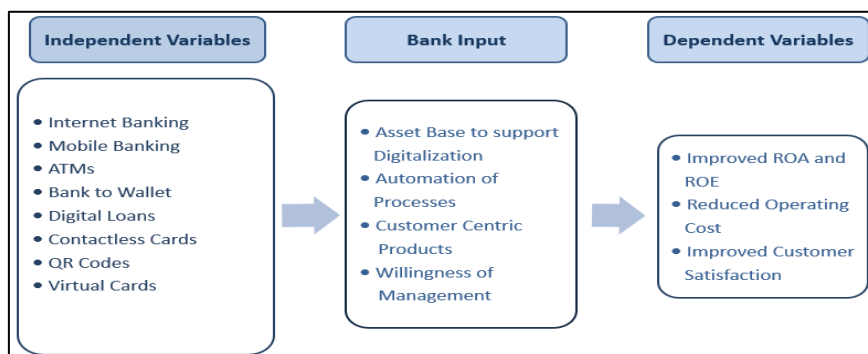 Independent Variables
Bank Input
Dependent Variables
• Internet Banking
• Mobile Banking
• ATMs
• Bank to Wallet
• Digital Loans
• Contactless Cards
• QR Codes
• Virtual Cards
• Asset Base to support
Digitalization
• Automation of
Processes
• Customer Centric
Products
• Willingness of
Management
• Improved ROA and
ROE
• Reduced Operating
Cost
• Improved Customer
Satisfaction